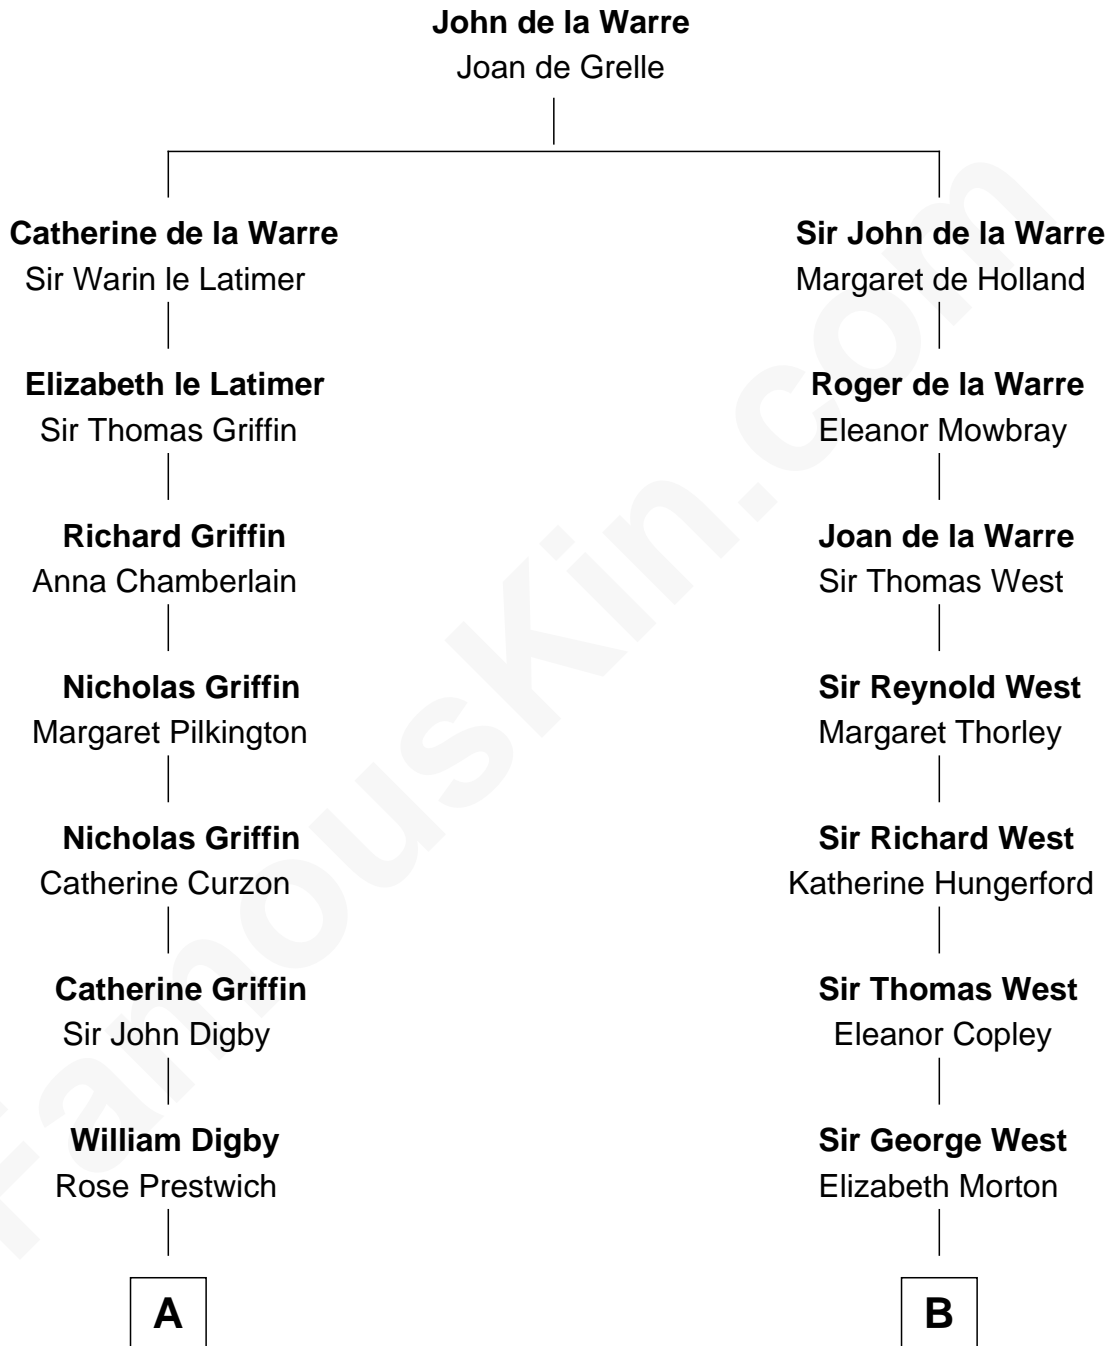 John de la Warre
Joan de Grelle
Catherine de la Warre
Sir Warin le Latimer
Sir John de la Warre
Margaret de Holland
Elizabeth le Latimer
Sir Thomas Griffin
Roger de la Warre
Eleanor Mowbray
Richard Griffin
Anna Chamberlain
Joan de la Warre
Sir Thomas West
Nicholas Griffin
Margaret Pilkington
Sir Reynold West
Margaret Thorley
Nicholas Griffin
Catherine Curzon
Sir Richard West
Katherine Hungerford
Catherine Griffin
Sir John Digby
Sir Thomas West
Eleanor Copley
William Digby
Rose Prestwich
Sir George West
Elizabeth Morton
A
B
FamousKin.com